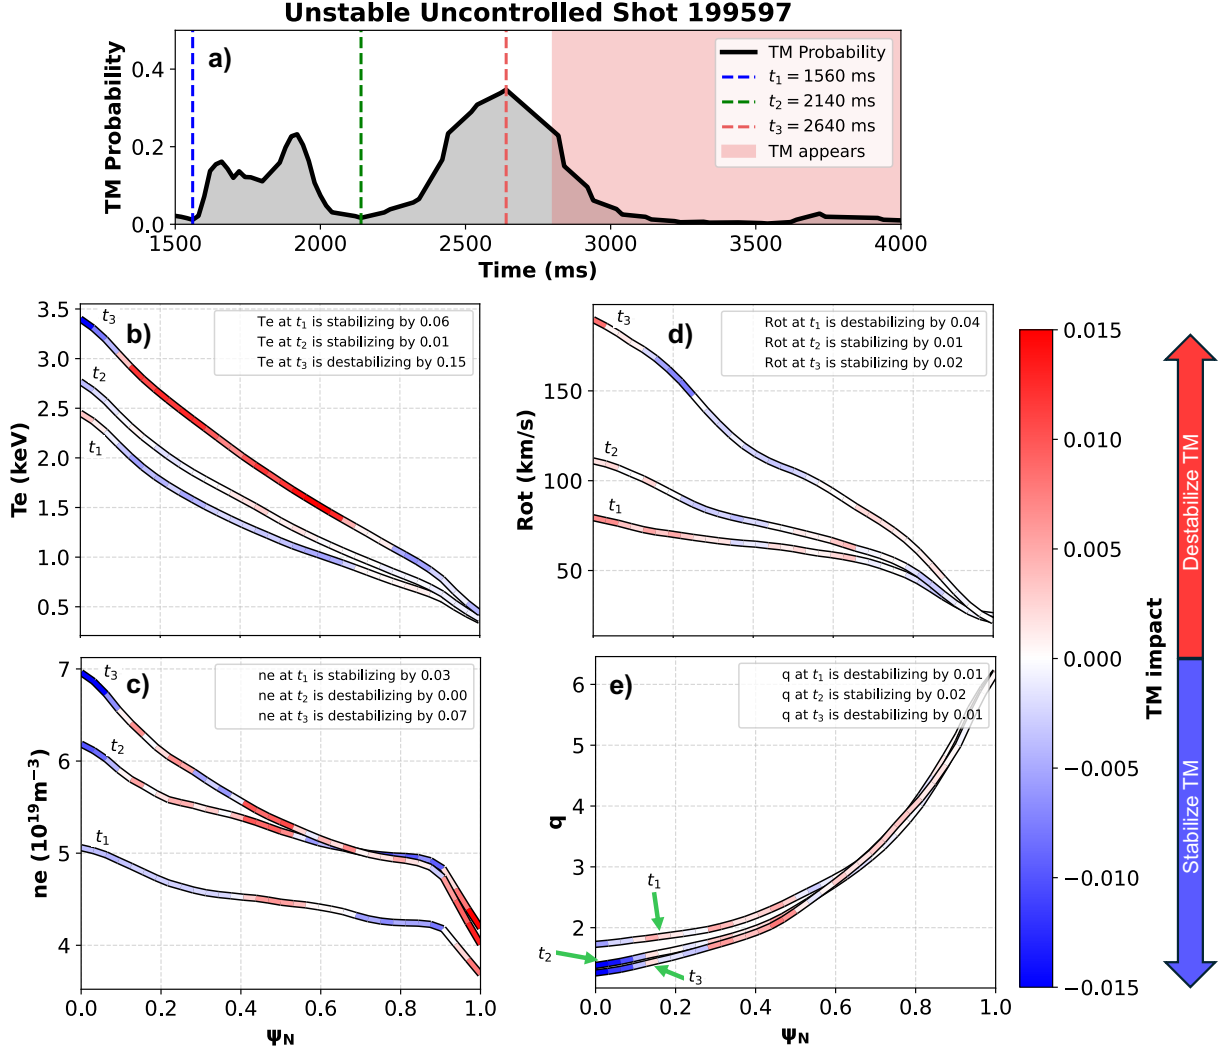 Unstable Uncontrolled Shot 199597
a)
TM Probability
0.4
0.2
0.0
TM Probability
t₁ = 1560 ms
t₂ = 2140 ms
t₃ = 2640 ms
TM appears
1500 2000 2500 3000 3500 4000
Time (ms)
b)
Te (keV)
3.5
3.0
2.5
2.0
1.5
1.0
0.5
t₃
t₂
t₁
Te at t₁ is stabilizing by 0.06
Te at t₂ is stabilizing by 0.01
Te at t₃ is destabilizing by 0.15
d)
Rot (km/s)
150
100
50
t₃
t₂
t₁
Rot at t₁ is destabilizing by 0.04
Rot at t₂ is stabilizing by 0.01
Rot at t₃ is stabilizing by 0.02
c)
ne (10¹⁹m⁻³)
7
6
5
4
t₃
t₂
t₁
ne at t₁ is stabilizing by 0.03
ne at t₂ is destabilizing by 0.00
ne at t₃ is destabilizing by 0.07
0.0 0.2 0.4 0.6 0.8 1.0
ψN
e)
q
6
5
4
3
2
t₁
t₂
t₃
q at t₁ is destabilizing by 0.01
q at t₂ is stabilizing by 0.02
q at t₃ is destabilizing by 0.01
0.0 0.2 0.4 0.6 0.8 1.0
ψN
0.015
0.010
0.005
0.000
−0.005
−0.010
−0.015
TM impact
Destabilize TM
Stabilize TM